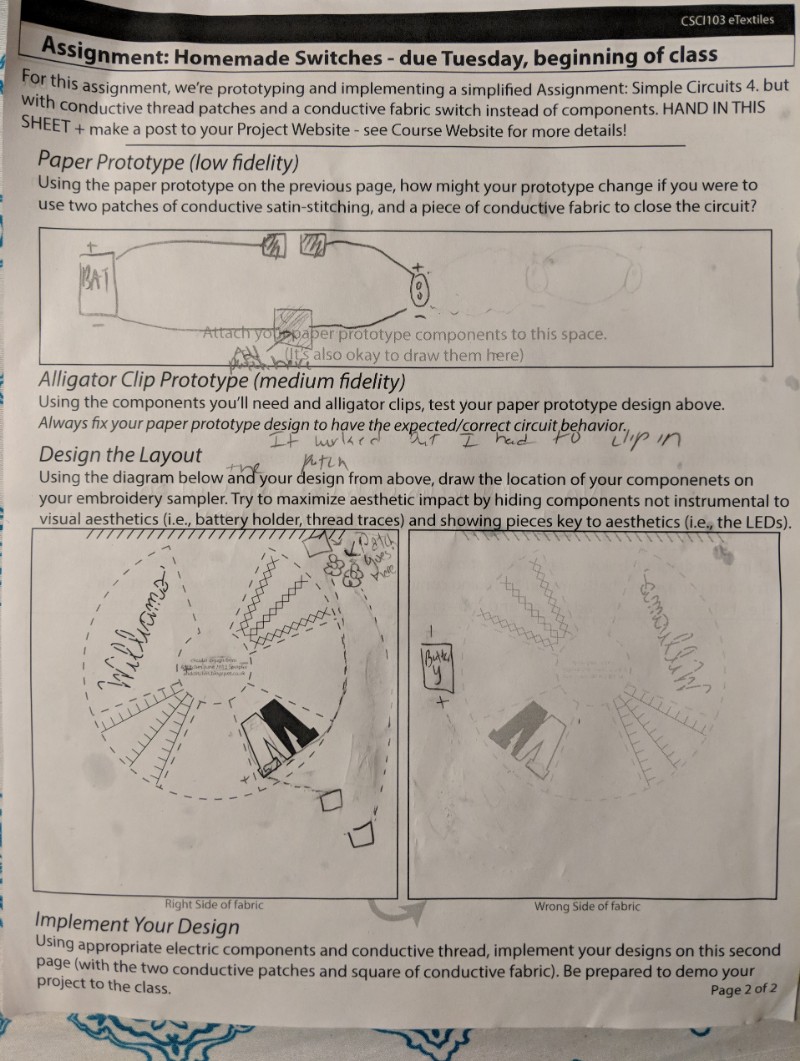 CSCI103 eTextiles
Assignment: Homemade Switches - due Tuesday, beginning of class
For this assignment, we're prototyping and implementing a simplified Assignment: Simple Circuits 4. but
with conductive thread patches and a conductive fabric switch instead of components. HAND IN THIS
SHEET + make a post to your Project Website - see Course Website for more details!
Paper Prototype (low fidelity)
Using the paper prototype on the previous page, how might your prototype change if you were to
use two patches of conductive satin-stitching, and a piece of conductive fabric to close the circuit?
+
BAT
+
-
Attach your paper prototype components to this space.
(It's also okay to draw them here)
Alligator Clip Prototype (medium fidelity)
Using the components you'll need and alligator clips, test your paper prototype design above.
Always fix your paper prototype design to have the expected/correct circuit behavior.
It worked but I had to clip in
the patch
Design the Layout
Using the diagram below and your design from above, draw the location of your componenets on
your embroidery sampler. Try to maximize aesthetic impact by hiding components not instrumental to
visual aesthetics (i.e., battery holder, thread traces) and showing pieces key to aesthetics (i.e., the LEDs).
Patch
goes
here
Williams
Williams
Battery
+
W
W
+
Right Side of fabric
Wrong Side of fabric
Implement Your Design
Using appropriate electric components and conductive thread, implement your designs on this second
page (with the two conductive patches and square of conductive fabric). Be prepared to demo your
project to the class.
Page 2 of 2